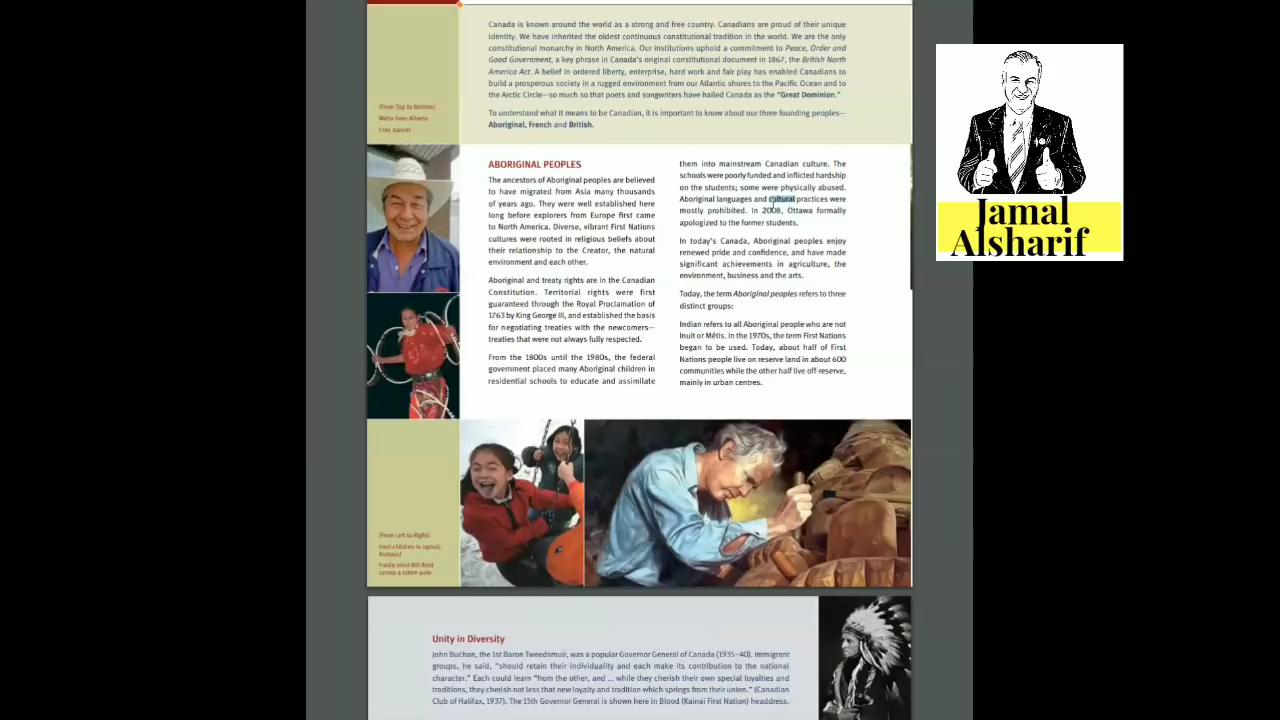 Canada is known around the world as a strong and free country. Canadians are proud of their unique
identity. We have inherited the oldest continuous constitutional tradition in the world. We are the only
constitutional monarchy in North America. Our institutions uphold a commitment to Peace, Order and
Good Government, a key phrase in Canada's original constitutional document in 1867, the British North
America Act. A belief in ordered liberty, enterprise, hard work and fair play has enabled Canadians to
build a prosperous society in a rugged environment from our Atlantic shores to the Pacific Ocean and to
the Arctic Circle—so much so that poets and songwriters have hailed Canada as the "Great Dominion."
To understand what it means to be Canadian, it is important to know about our three founding peoples—
Aboriginal, French and British.
(From Top to Bottom)
Métis from Alberta
Cree dancer
ABORIGINAL PEOPLES
The ancestors of Aboriginal peoples are believed
to have migrated from Asia many thousands
of years ago. They were well established here
long before explorers from Europe first came
to North America. Diverse, vibrant First Nations
cultures were rooted in religious beliefs about
their relationship to the Creator, the natural
environment and each other.
Aboriginal and treaty rights are in the Canadian
Constitution. Territorial rights were first
guaranteed through the Royal Proclamation of
1763 by King George III, and established the basis
for negotiating treaties with the newcomers—
treaties that were not always fully respected.
From the 1800s until the 1980s, the federal
government placed many Aboriginal children in
residential schools to educate and assimilate
them into mainstream Canadian culture. The
schools were poorly funded and inflicted hardship
on the students; some were physically abused.
Aboriginal languages and cultural practices were
mostly prohibited. In 2008, Ottawa formally
apologized to the former students.
In today's Canada, Aboriginal peoples enjoy
renewed pride and confidence, and have made
significant achievements in agriculture, the
environment, business and the arts.
Today, the term Aboriginal peoples refers to three
distinct groups:
Indian refers to all Aboriginal people who are not
Inuit or Métis. In the 1970s, the term First Nations
began to be used. Today, about half of First
Nations people live on reserve land in about 600
communities while the other half live off-reserve,
mainly in urban centres.
(From Left to Right)
Inuit children in Iqaluit,
Nunavut
Haida artist Bill Reid
carves a totem pole
Unity in Diversity
John Buchan, the 1st Baron Tweedsmuir, was a popular Governor General of Canada (1935–40). Immigrant
groups, he said, "should retain their individuality and each make its contribution to the national
character." Each could learn "from the other, and ... while they cherish their own special loyalties and
traditions, they cherish not less that new loyalty and tradition which springs from their union." (Canadian
Club of Halifax, 1937). The 15th Governor General is shown here in Blood (Kainai First Nation) headdress.
Jamal
Alsharif